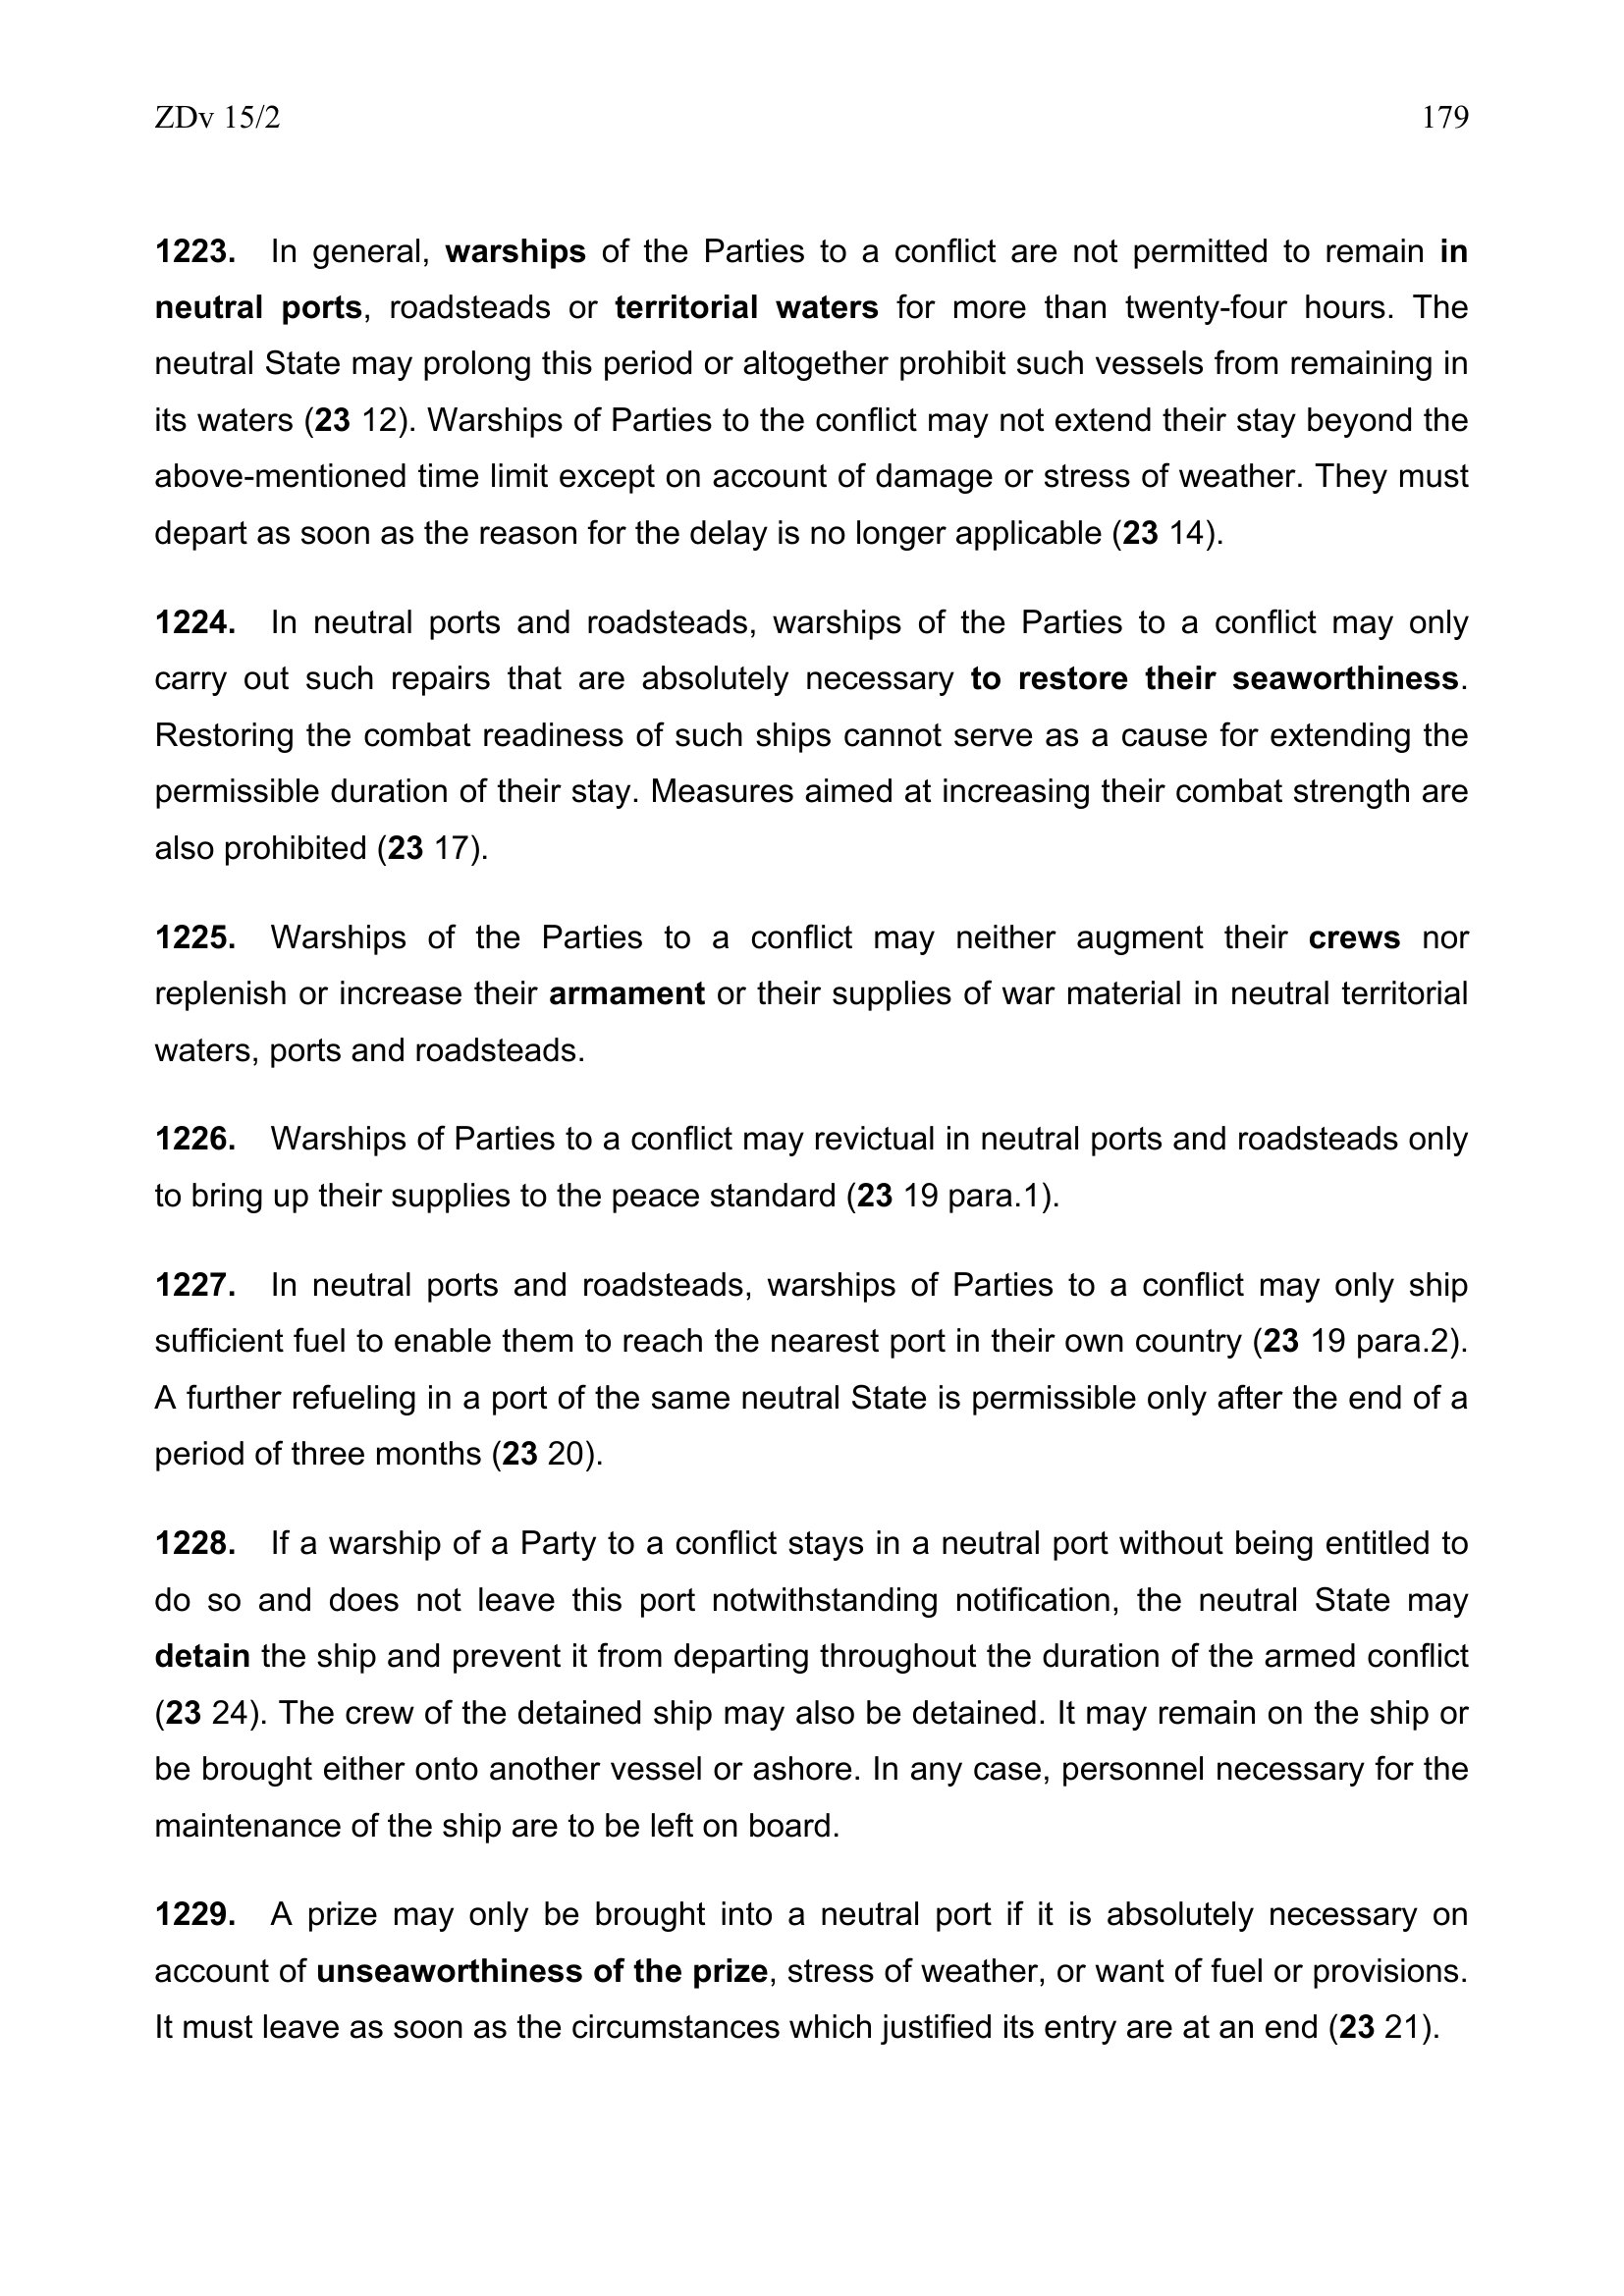 ZDv 15/2 179
1223. In general, warships of the Parties to a conflict are not permitted to remain in
neutral ports, roadsteads or territorial waters for more than twenty-four hours. The
neutral State may prolong this period or altogether prohibit such vessels from remaining in
its waters (23 12). Warships of Parties to the conflict may not extend their stay beyond the
above-mentioned time limit except on account of damage or stress of weather. They must
depart as soon as the reason for the delay is no longer applicable (23 14).
1224. In neutral ports and roadsteads, warships of the Parties to a conflict may only
carry out such repairs that are absolutely necessary to restore their seaworthiness.
Restoring the combat readiness of such ships cannot serve as a cause for extending the
permissible duration of their stay. Measures aimed at increasing their combat strength are
also prohibited (23 17).
1225. Warships of the Parties to a conflict may neither augment their crews nor
replenish or increase their armament or their supplies of war material in neutral territorial
waters, ports and roadsteads.
1226. Warships of Parties to a conflict may revictual in neutral ports and roadsteads only
to bring up their supplies to the peace standard (23 19 para.1).
1227. In neutral ports and roadsteads, warships of Parties to a conflict may only ship
sufficient fuel to enable them to reach the nearest port in their own country (23 19 para.2).
A further refueling in a port of the same neutral State is permissible only after the end of a
period of three months (23 20).
1228. If a warship of a Party to a conflict stays in a neutral port without being entitled to
do so and does not leave this port notwithstanding notification, the neutral State may
detain the ship and prevent it from departing throughout the duration of the armed conflict
(23 24). The crew of the detained ship may also be detained. It may remain on the ship or
be brought either onto another vessel or ashore. In any case, personnel necessary for the
maintenance of the ship are to be left on board.
1229. A prize may only be brought into a neutral port if it is absolutely necessary on
account of unseaworthiness of the prize, stress of weather, or want of fuel or provisions.
It must leave as soon as the circumstances which justified its entry are at an end (23 21).